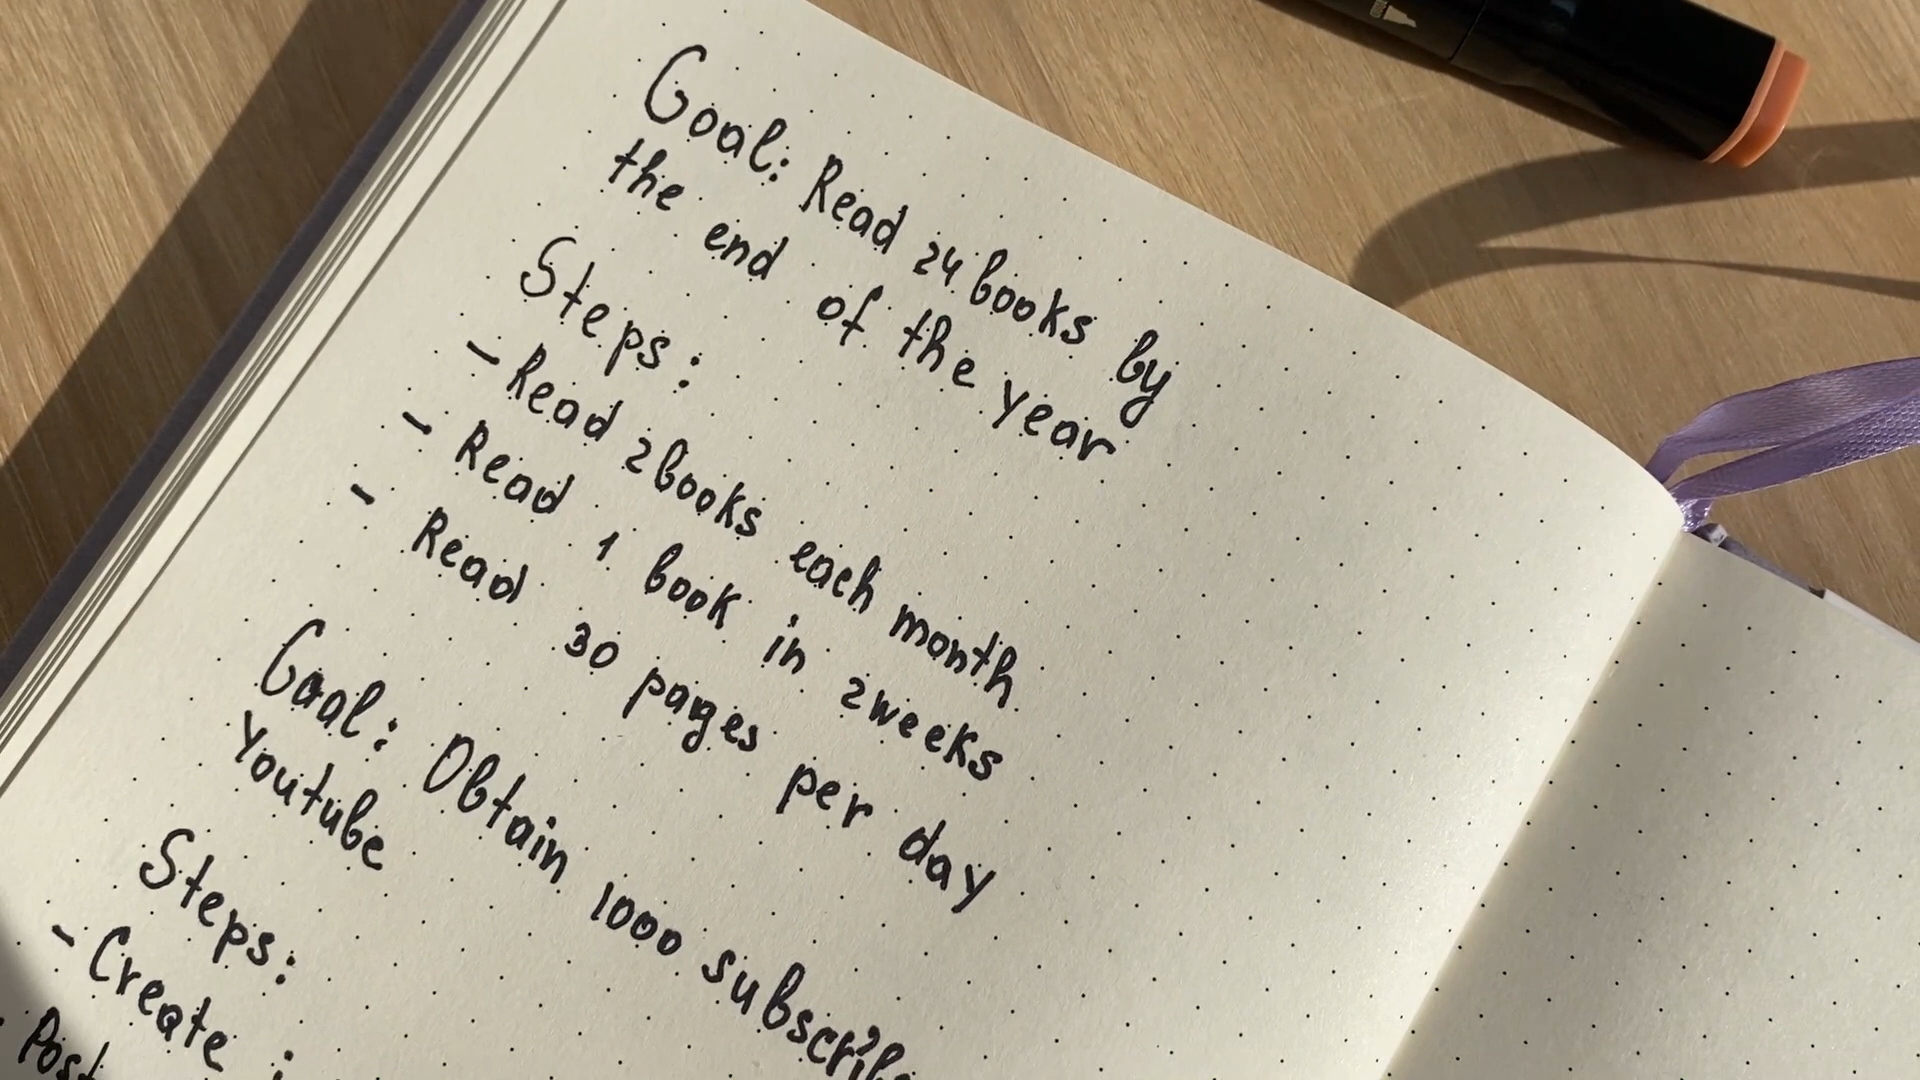 Goal: Read 24 books by
the end of the year
Steps:
- Read 2 books each month
- Read 1 book in 2 weeks
- Read 30 pages per day
Goal: Obtain 1000
Youtube
Steps:
- Create
Post